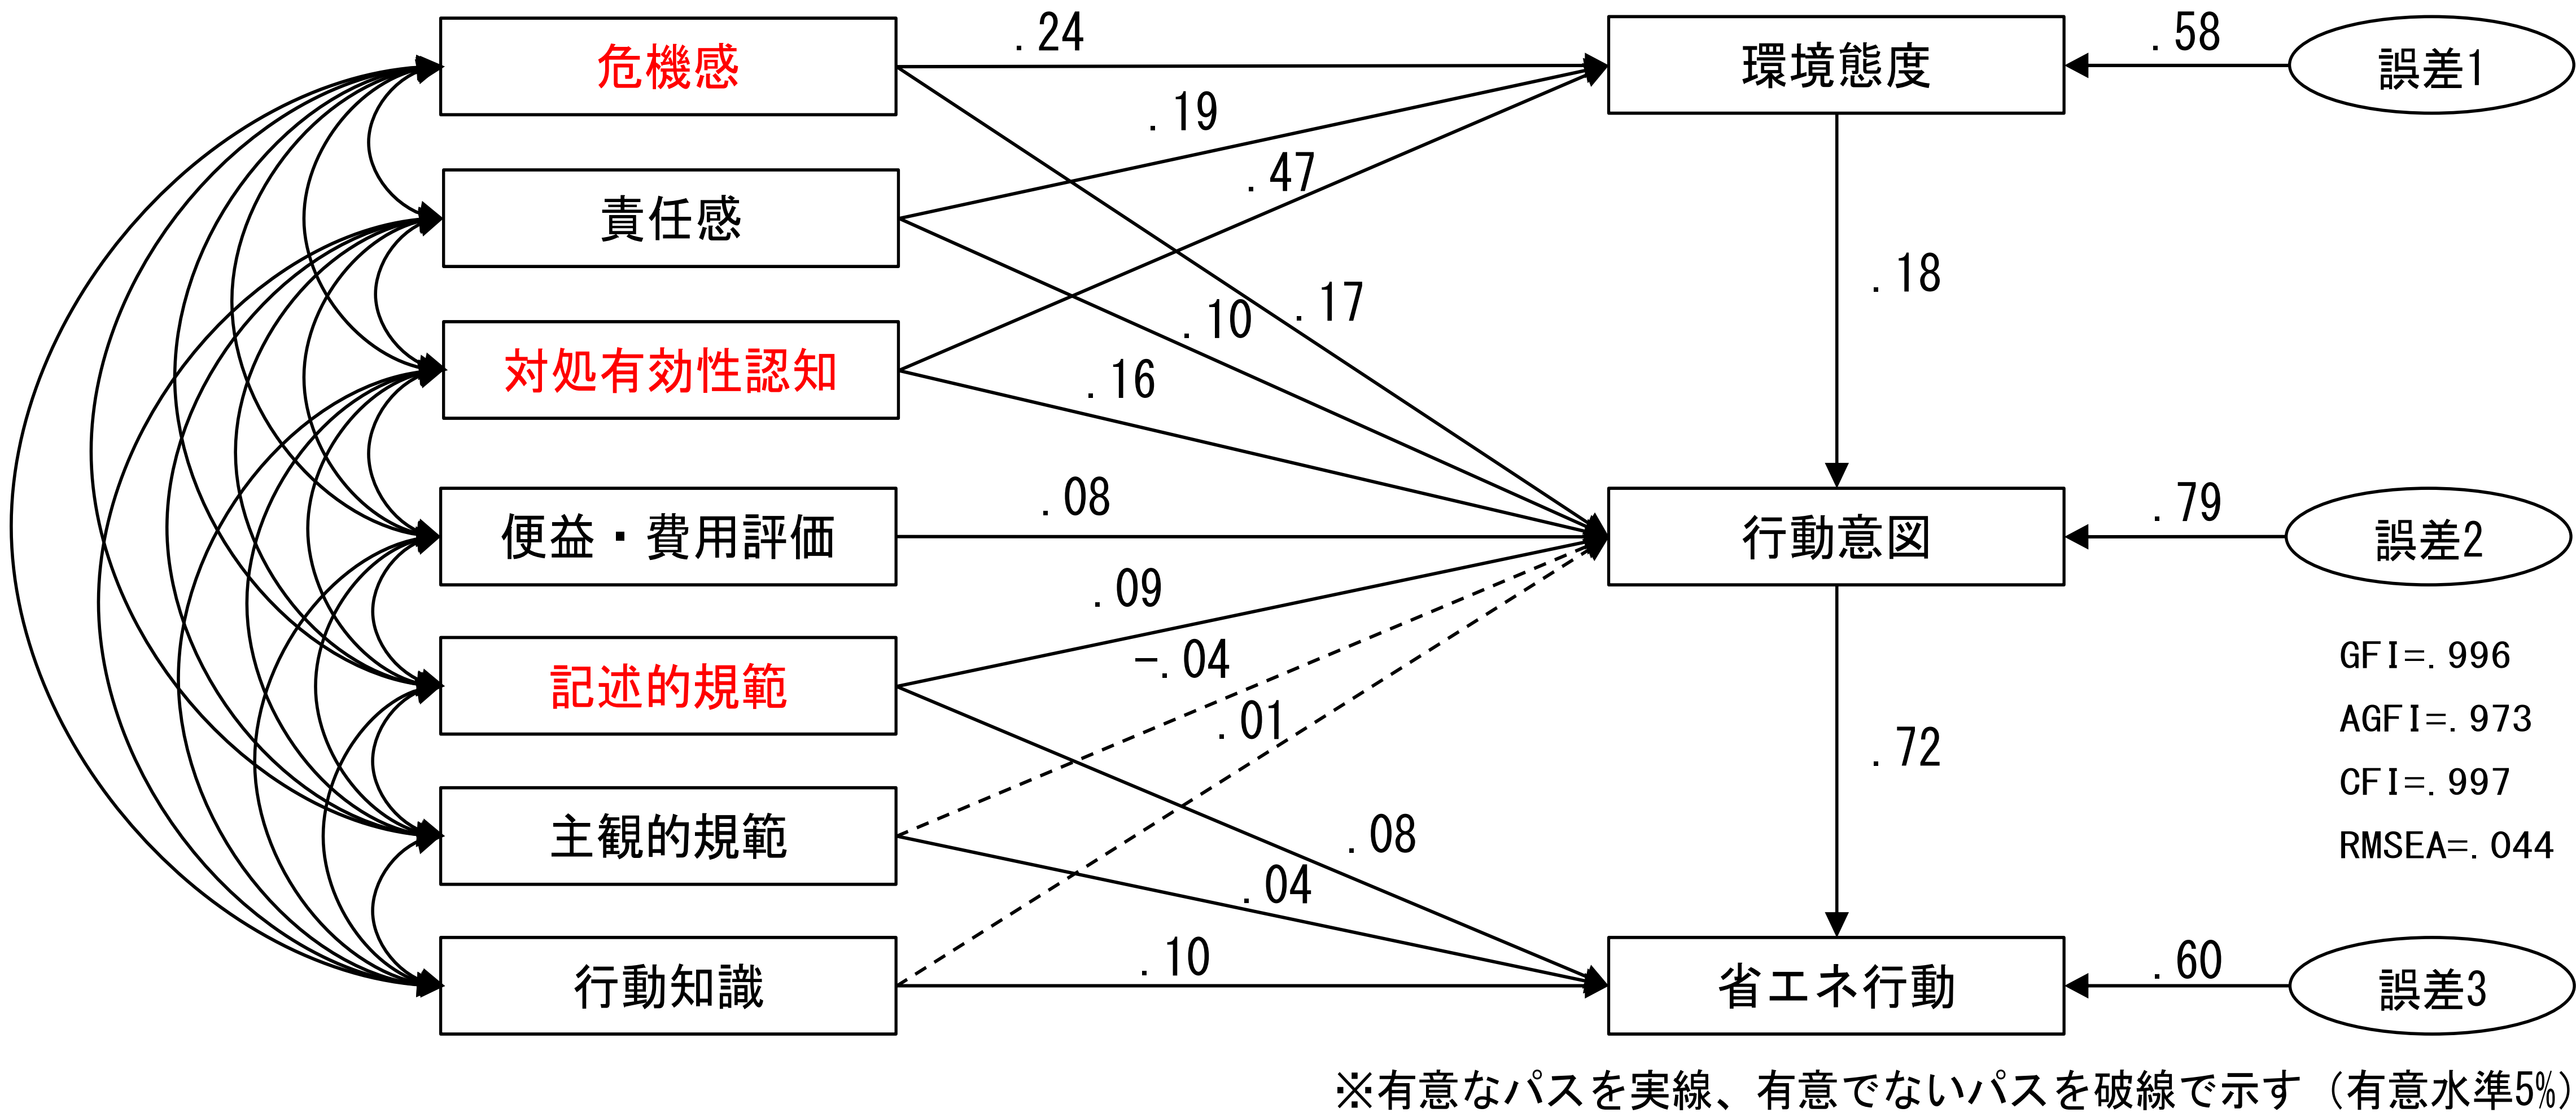 危機感
.24
環境態度
.58
誤差1
.19
.47
責任感
.18
.10
.17
対処有効性認知
.16
.08
便益・費用評価
行動意図
.79
誤差2
.09
-.04
.01
記述的規範
GFI=.996
AGFI=.973
.72
CFI=.997
主観的規範
.08
RMSEA=.044
.04
.10
行動知識
省エネ行動
.60
誤差3
※有意なパスを実線、有意でないパスを破線で示す（有意水準5%）